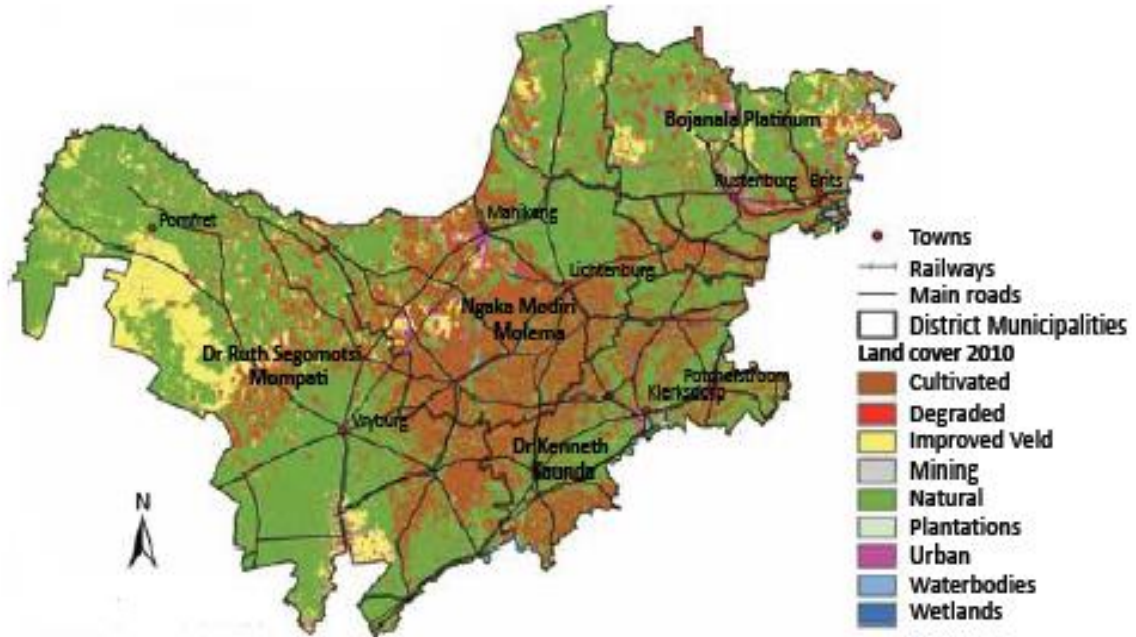 Bojanala Platinum
Rustenburg
Brits
Pomfret
Mahikeng
Lichtenburg
Ngaka Modiri
Molema
Dr Ruth Segomotsi
Mompati
Potchefstroom
Klerksdorp
Vryburg
Dr Kenneth
Kaunda
N
Towns
Railways
Main roads
District Municipalities
Land cover 2010
Cultivated
Degraded
Improved Veld
Mining
Natural
Plantations
Urban
Waterbodies
Wetlands